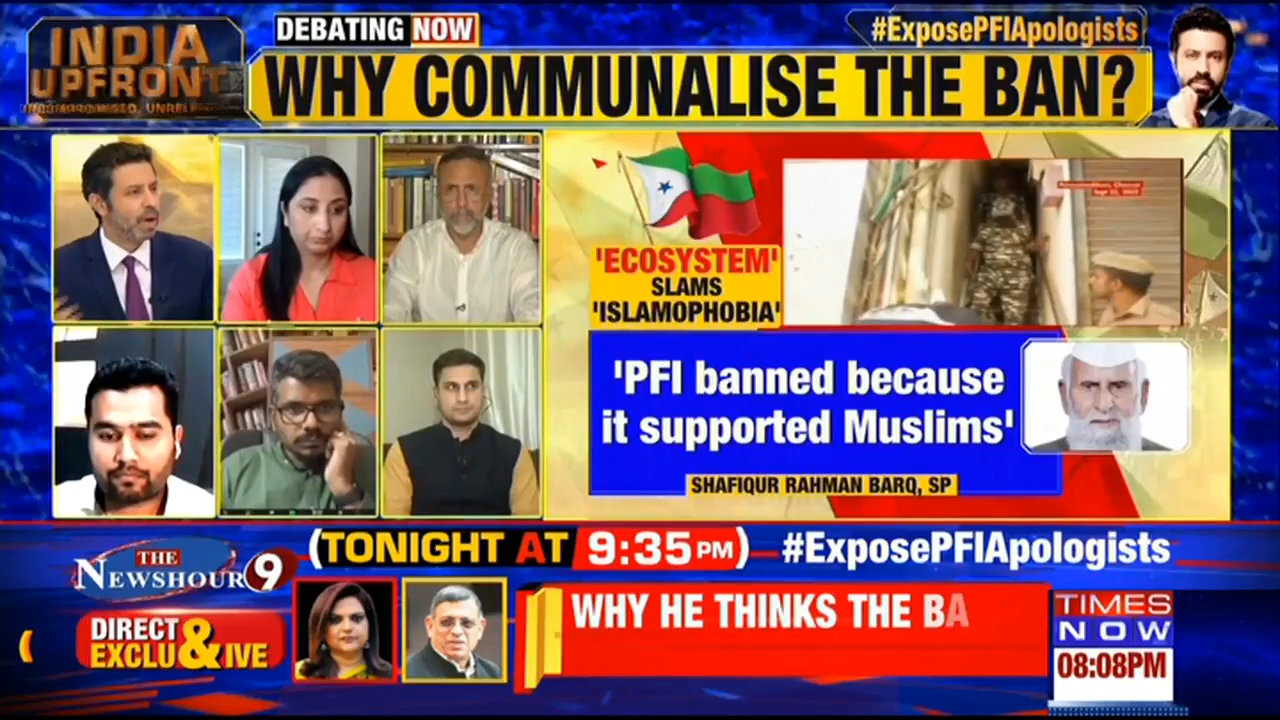 INDIA
UPFRONT
DEBATING NOW
#ExposePFIApologists
WHY COMMUNALISE THE BAN?
'ECOSYSTEM'
SLAMS
'ISLAMOPHOBIA'
'PFI banned because
it supported Muslims'
SHAFIQUR RAHMAN BARQ, SP
THE
NEWSHOUR 9
(TONIGHT AT 9:35 PM)
#ExposePFIApologists
DIRECT
EXCLU & IVE
WHY HE THINKS THE BA
TIMES
NOW
08:08PM